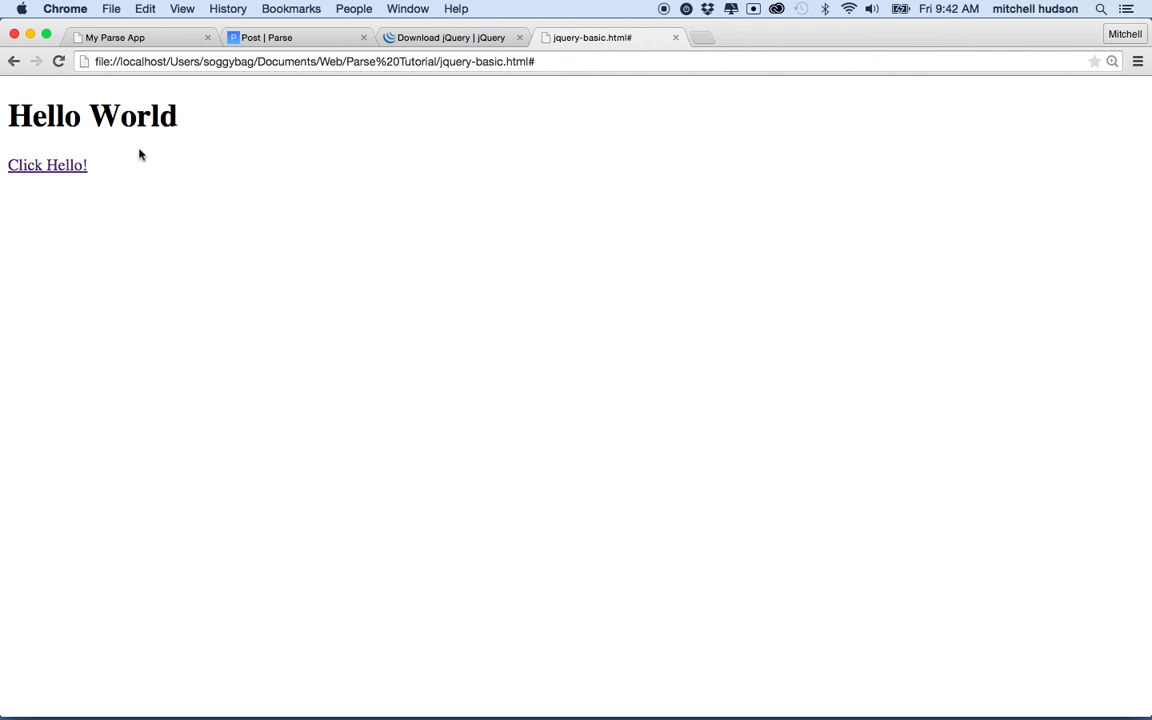 Chrome File Edit View History Bookmarks People Window Help Fri 9:42 AM mitchell hudson
My Parse App Post | Parse Download jQuery | jQuery jquery-basic.html# Mitchell
file://localhost/Users/soggybag/Documents/Web/Parse%20Tutorial/jquery-basic.html#
Hello World
Click Hello!